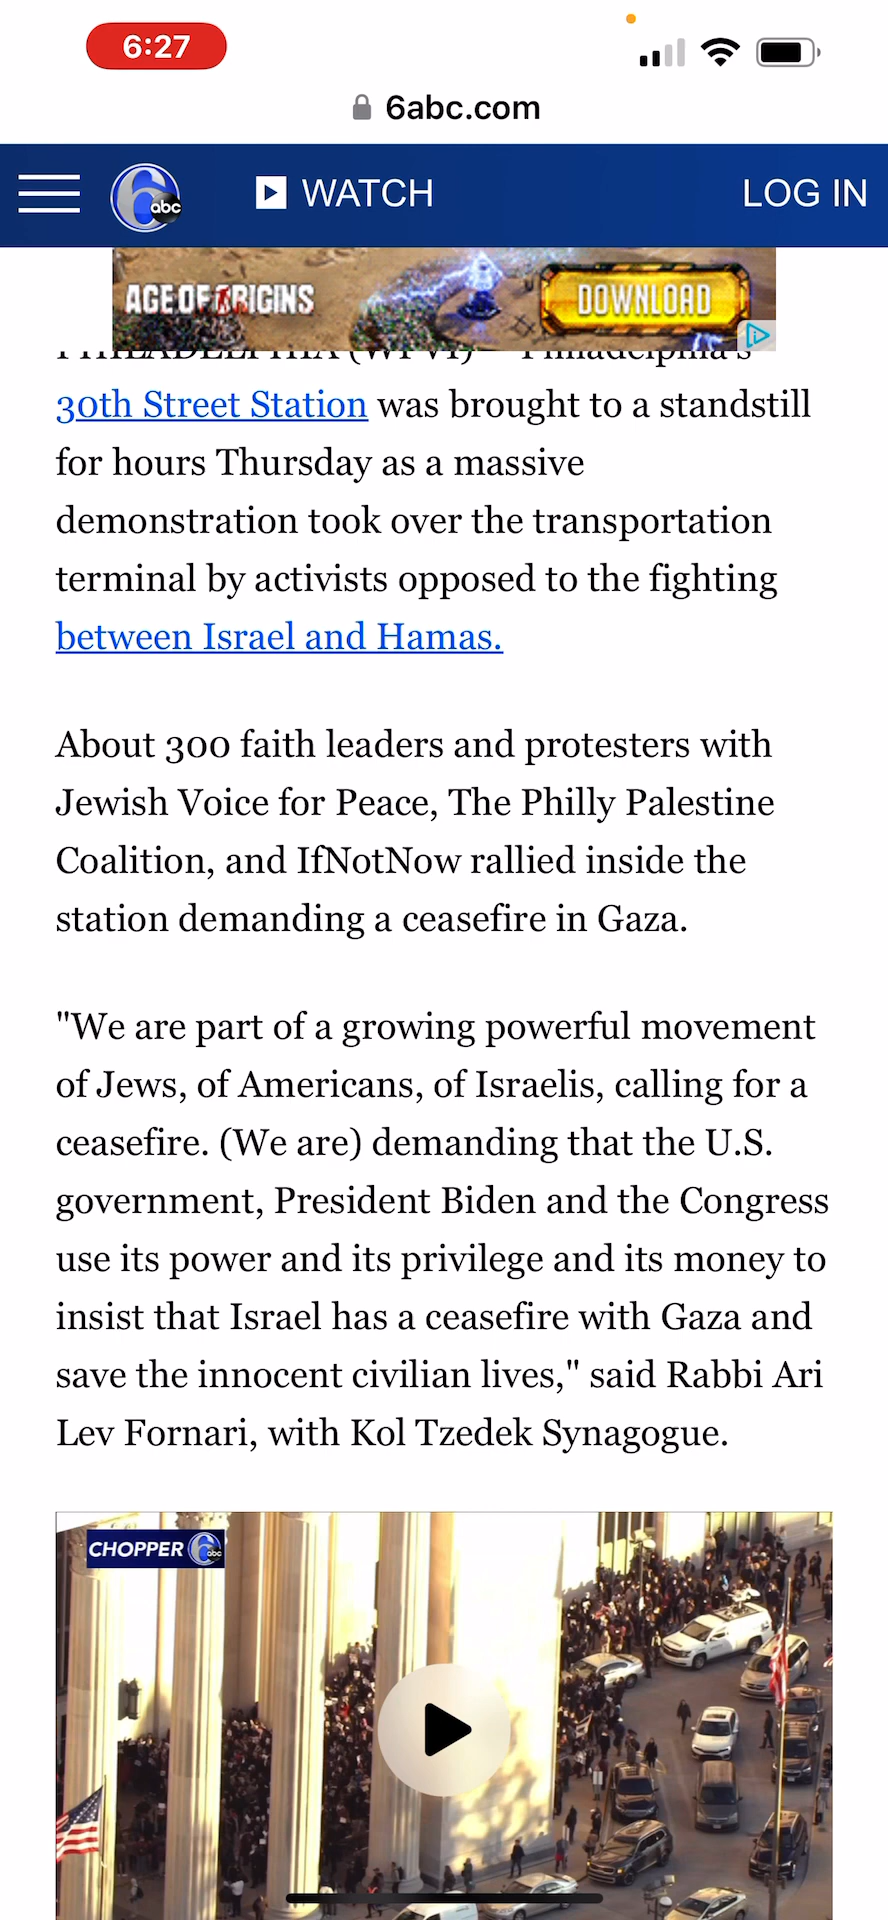 6:27
6abc.com
6abc
WATCH
LOG IN
AGE OF ORIGINS
DOWNLOAD
PHILADELPHIA (WPVI) -- Philadelphia's
30th Street Station was brought to a standstill
for hours Thursday as a massive
demonstration took over the transportation
terminal by activists opposed to the fighting
between Israel and Hamas.
About 300 faith leaders and protesters with
Jewish Voice for Peace, The Philly Palestine
Coalition, and IfNotNow rallied inside the
station demanding a ceasefire in Gaza.
"We are part of a growing powerful movement
of Jews, of Americans, of Israelis, calling for a
ceasefire. (We are) demanding that the U.S.
government, President Biden and the Congress
use its power and its privilege and its money to
insist that Israel has a ceasefire with Gaza and
save the innocent civilian lives," said Rabbi Ari
Lev Fornari, with Kol Tzedek Synagogue.
CHOPPER 6abc